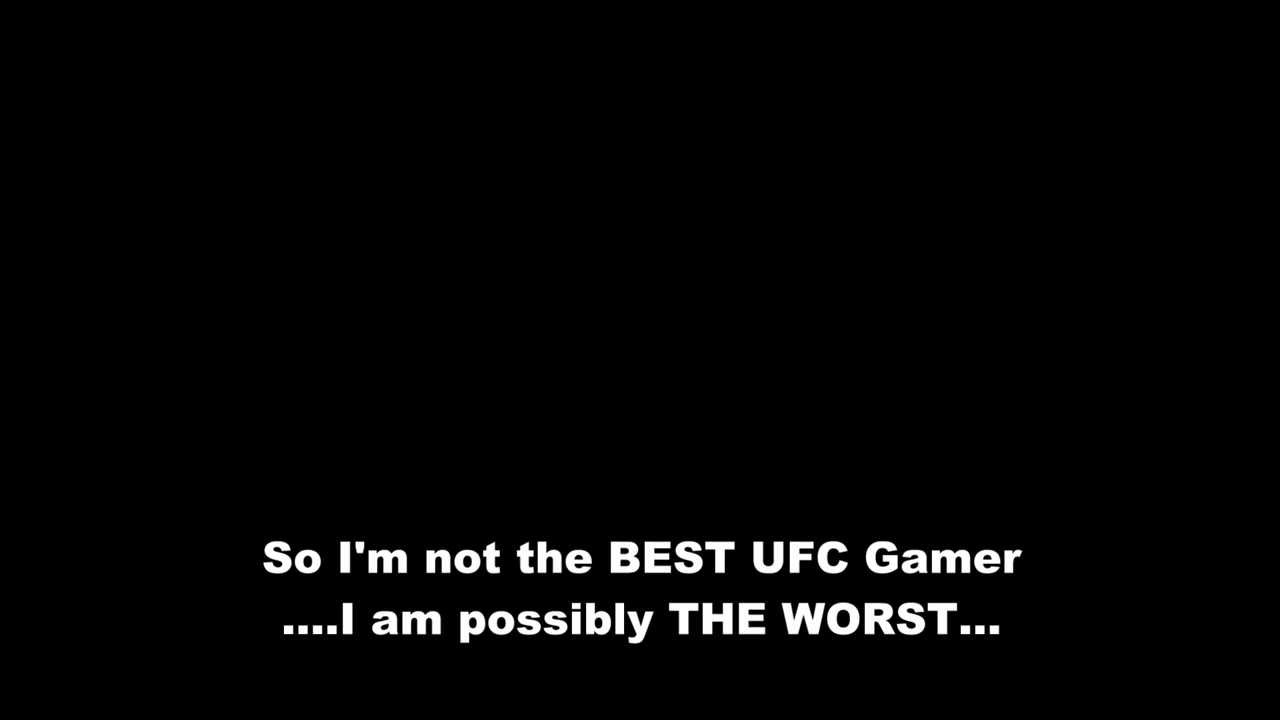 So I'm not the BEST UFC Gamer
....I am possibly THE WORST...